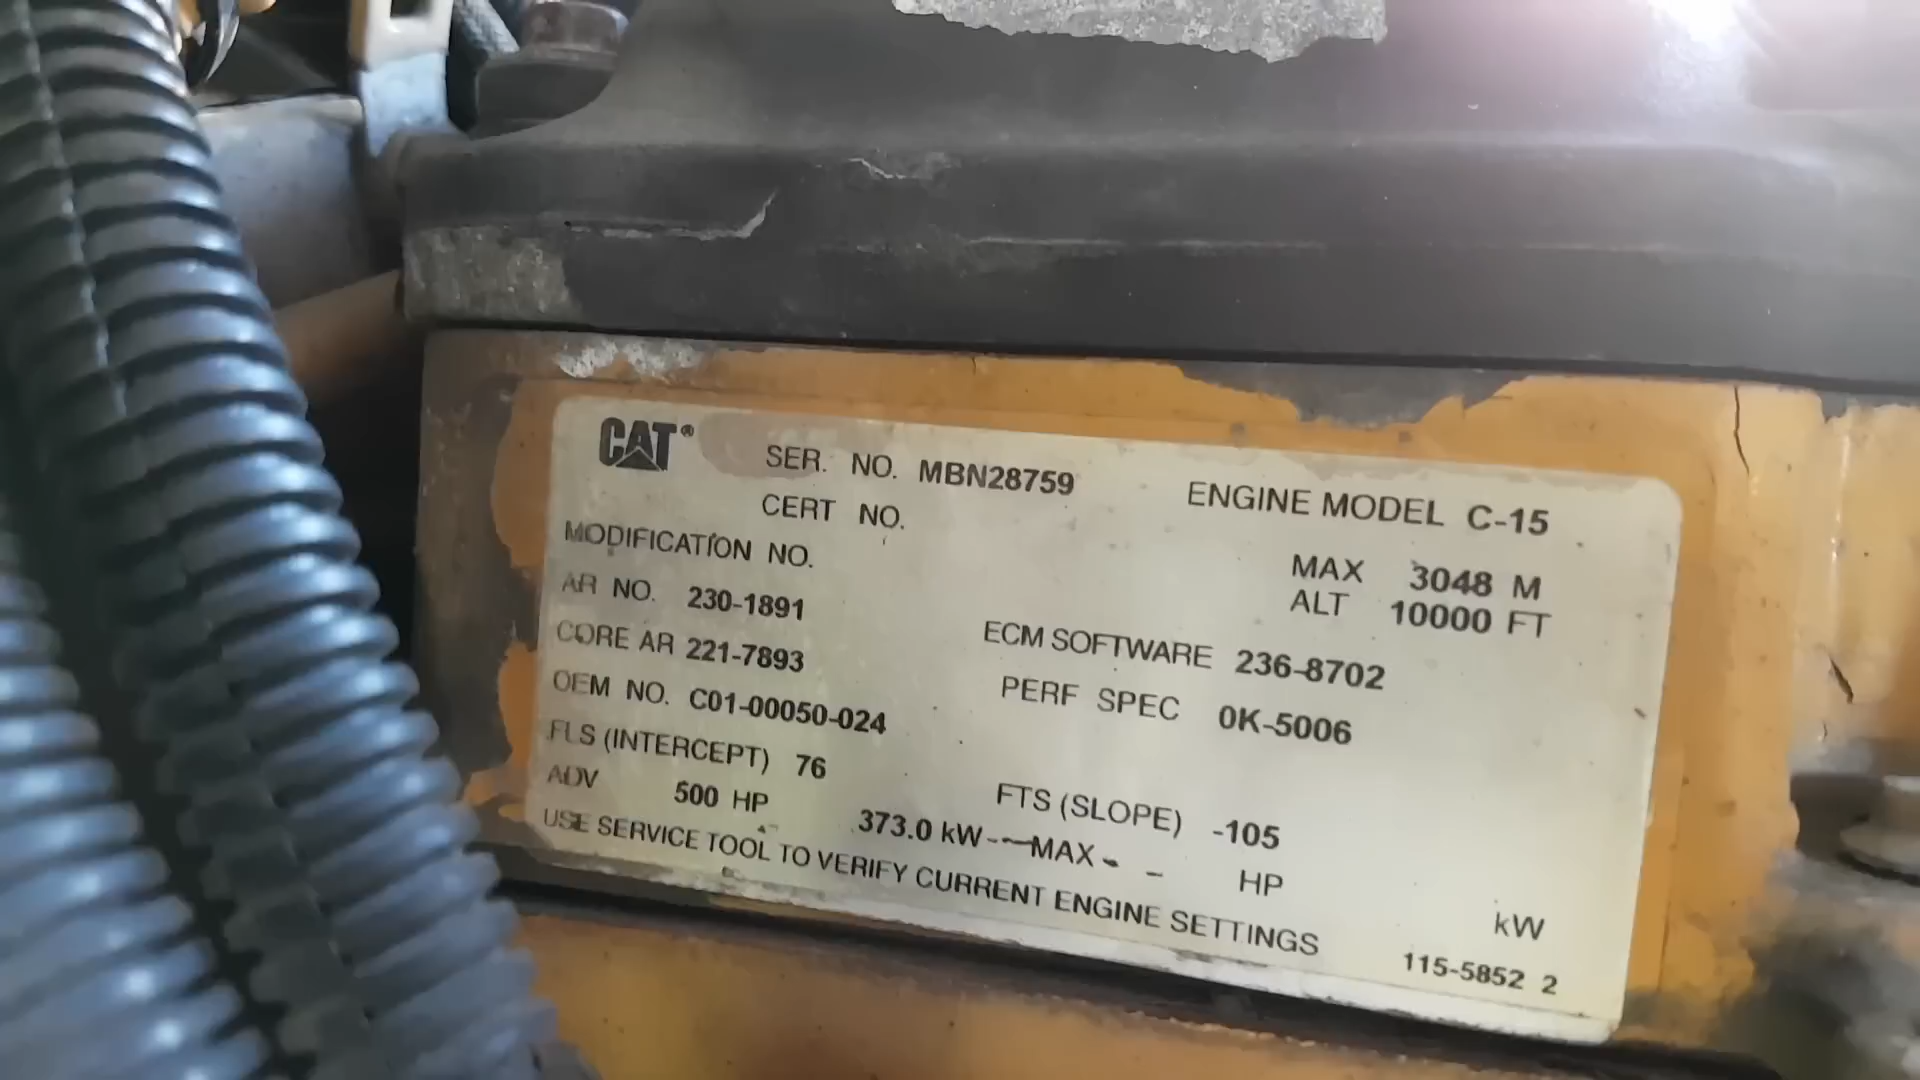 CAT®
SER. NO. MBN28759
ENGINE MODEL C-15
CERT NO.
MODIFICATION NO.
MAX 3048 M
ALT 10000 FT
AR NO. 230-1891
CORE AR 221-7893
ECM SOFTWARE 236-8702
OEM NO. C01-00050-024
PERF SPEC 0K-5006
FLS (INTERCEPT) 76
FTS (SLOPE) -105
ADV 500 HP 373.0 kW MAX - HP kW
USE SERVICE TOOL TO VERIFY CURRENT ENGINE SETTINGS
115-5852 2